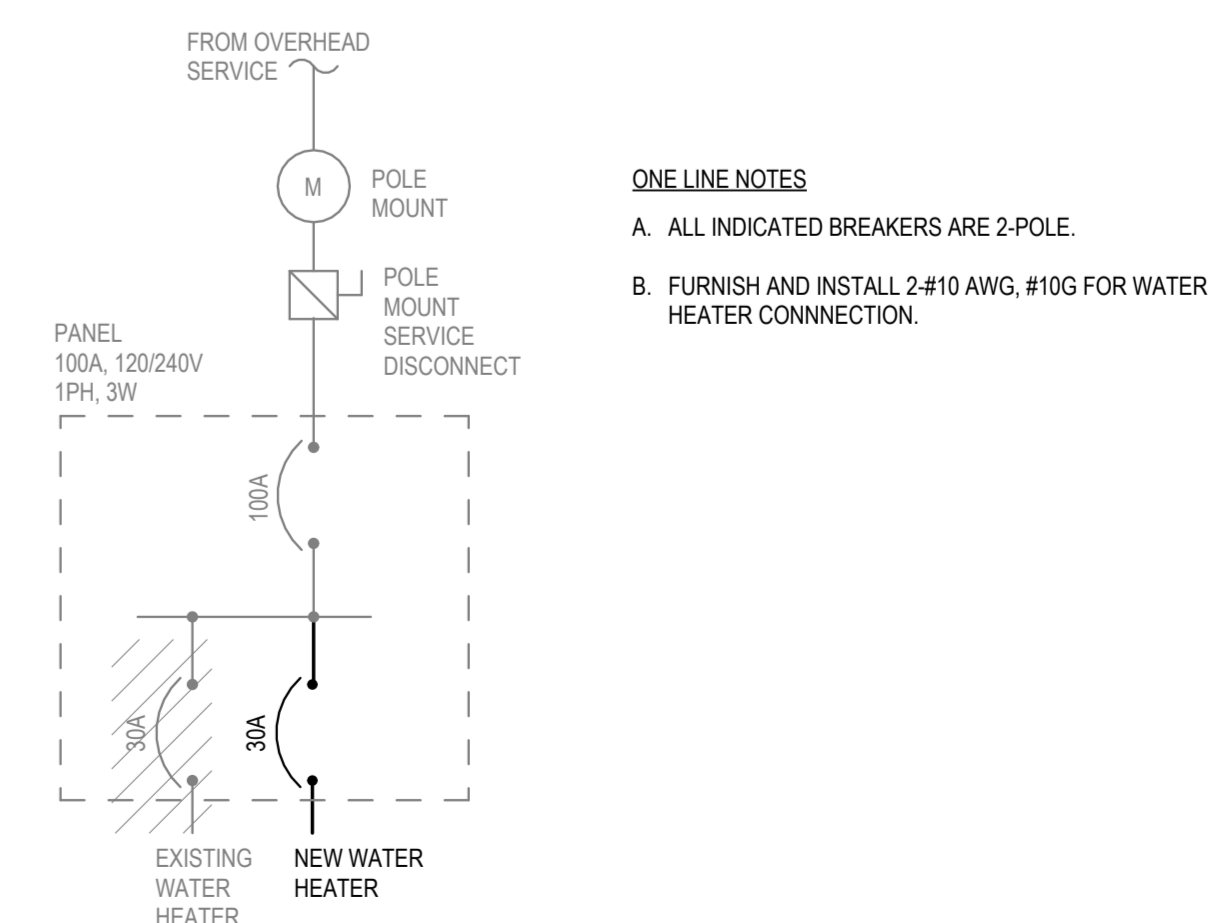 FROM OVERHEAD
SERVICE
M
POLE
MOUNT
POLE
MOUNT
SERVICE
DISCONNECT
PANEL
100A, 120/240V
1PH, 3W
100A
30A
30A
EXISTING
WATER
HEATER
NEW WATER
HEATER
ONE LINE NOTES
A. ALL INDICATED BREAKERS ARE 2-POLE.
B. FURNISH AND INSTALL 2-#10 AWG, #10G FOR WATER
HEATER CONNNECTION.